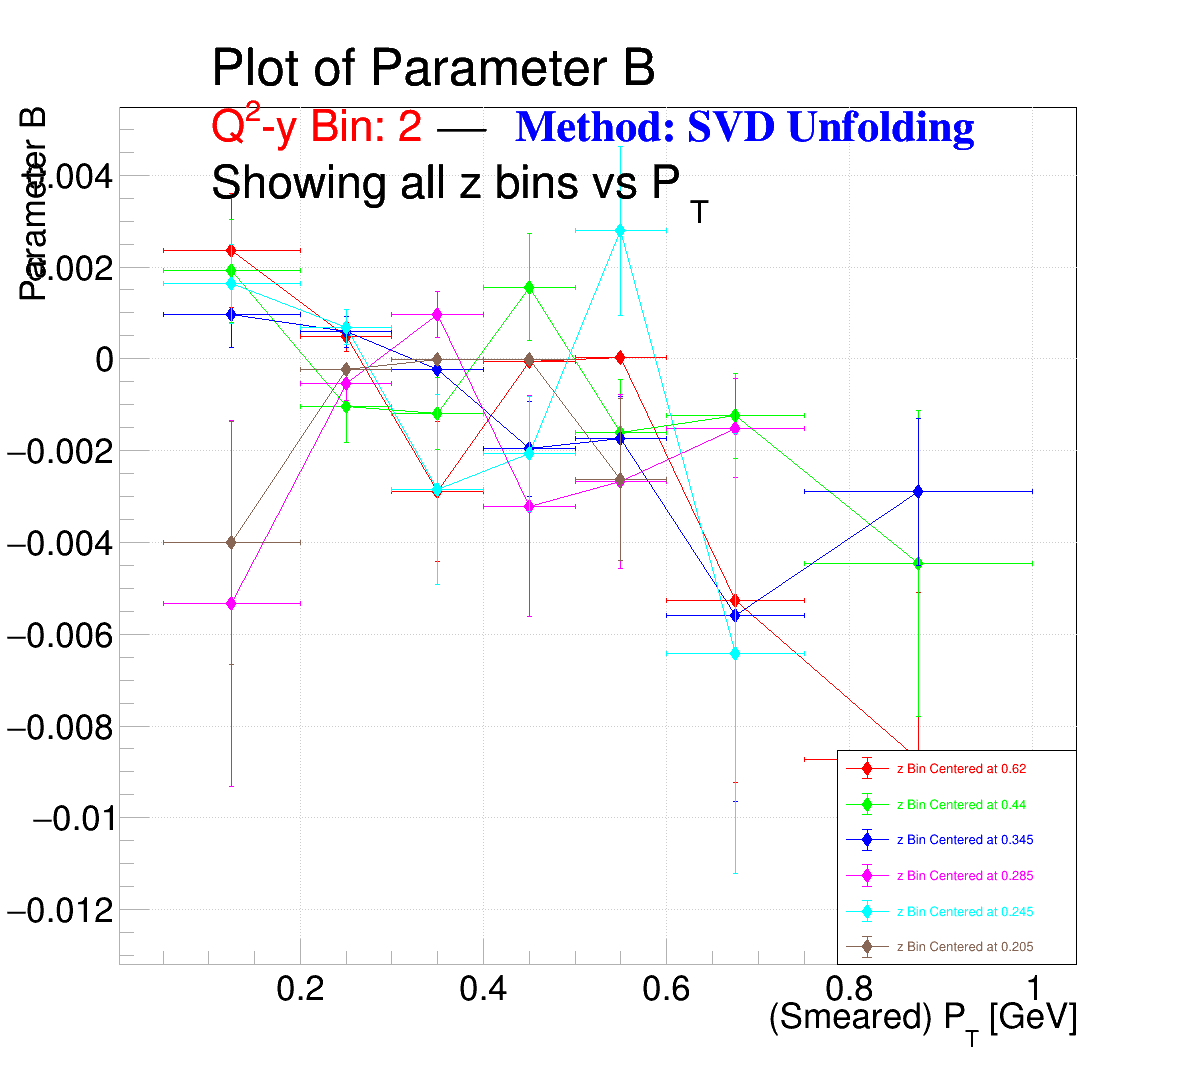 Plot of Parameter B
Q²-y Bin: 2 — Method: SVD Unfolding
Showing all z bins vs P_T
Parameter B
0.004
0.002
0
−0.002
−0.004
−0.006
−0.008
−0.01
−0.012
0.2 0.4 0.6 0.8 1
(Smeared) P_T [GeV]
z Bin Centered at 0.62
z Bin Centered at 0.44
z Bin Centered at 0.345
z Bin Centered at 0.285
z Bin Centered at 0.245
z Bin Centered at 0.205